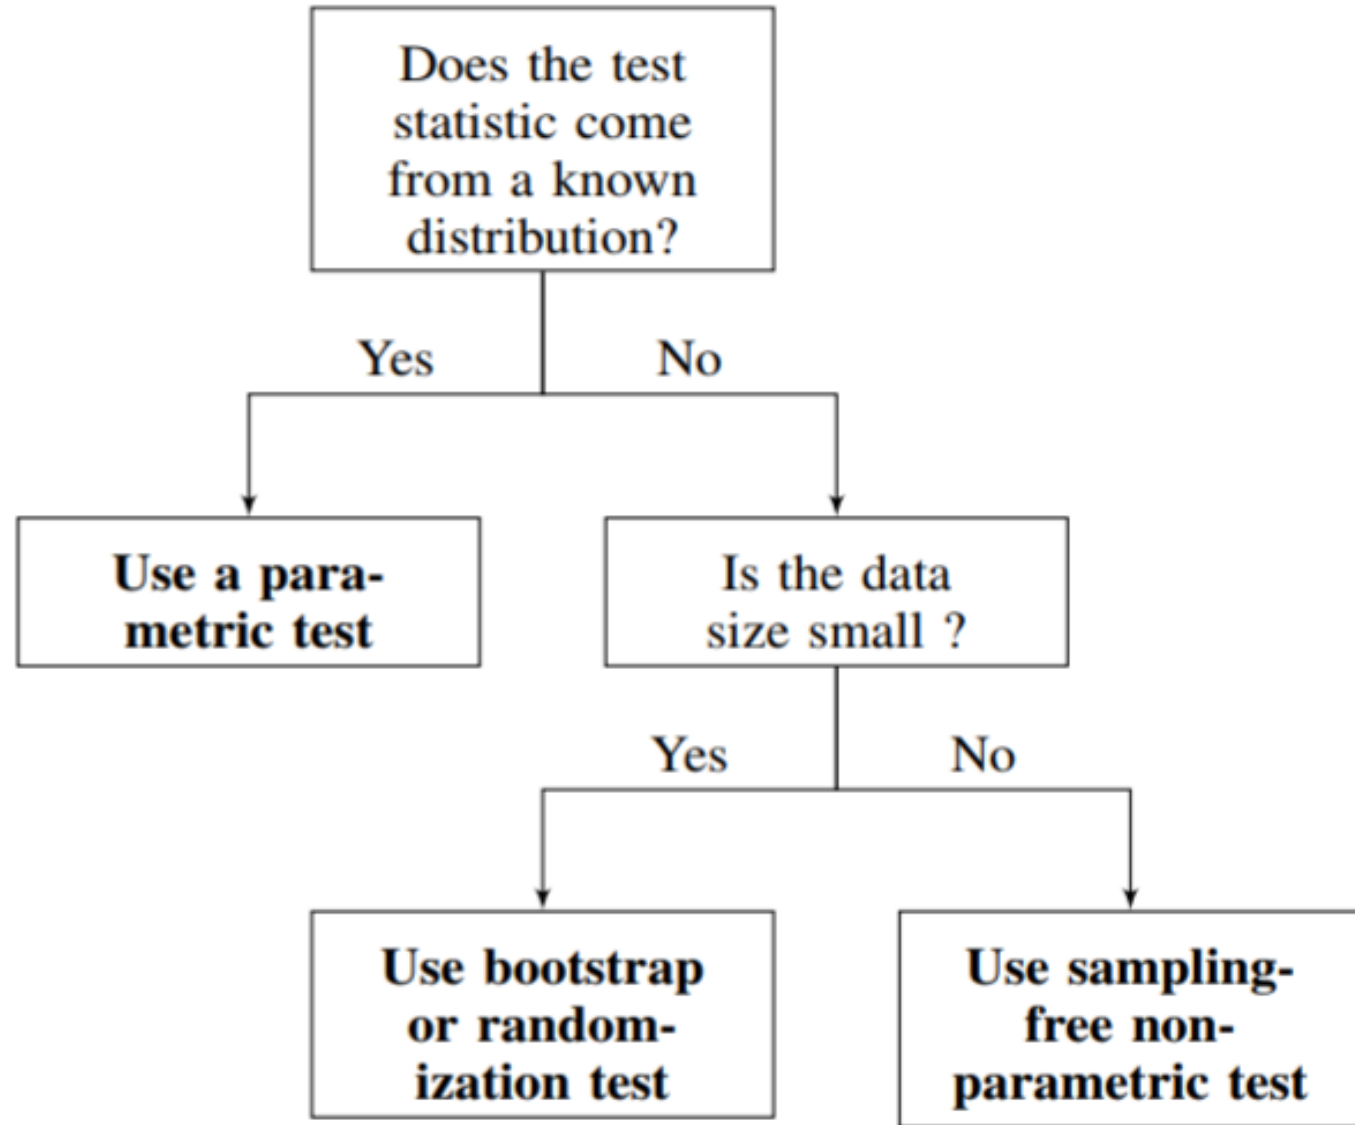 Does the test
statistic come
from a known
distribution?
Yes
No
Use a para-
metric test
Is the data
size small ?
Yes
No
Use bootstrap
or random-
ization test
Use sampling-
free non-
parametric test